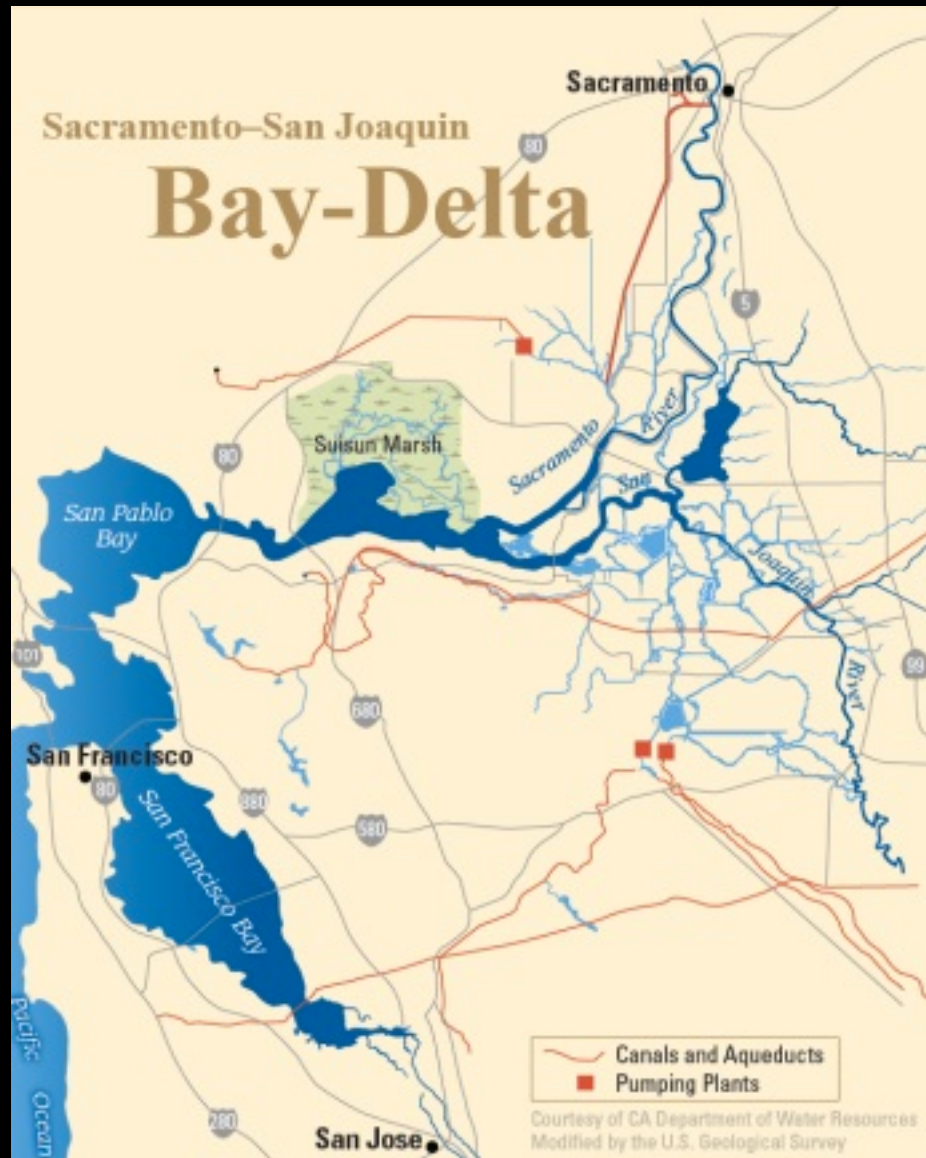 Sacramento
Sacramento–San Joaquin
80
Bay-Delta
5
Suisun Marsh
Sacramento
River
80
San
San Pablo
Bay
Joaquin
101
River
99
680
San Francisco
80
880
580
San Francisco Bay
Pacific
Ocean
Canals and Aqueducts
Pumping Plants
280
San Jose
Courtesy of CA Department of Water Resources
Modified by the U.S. Geological Survey